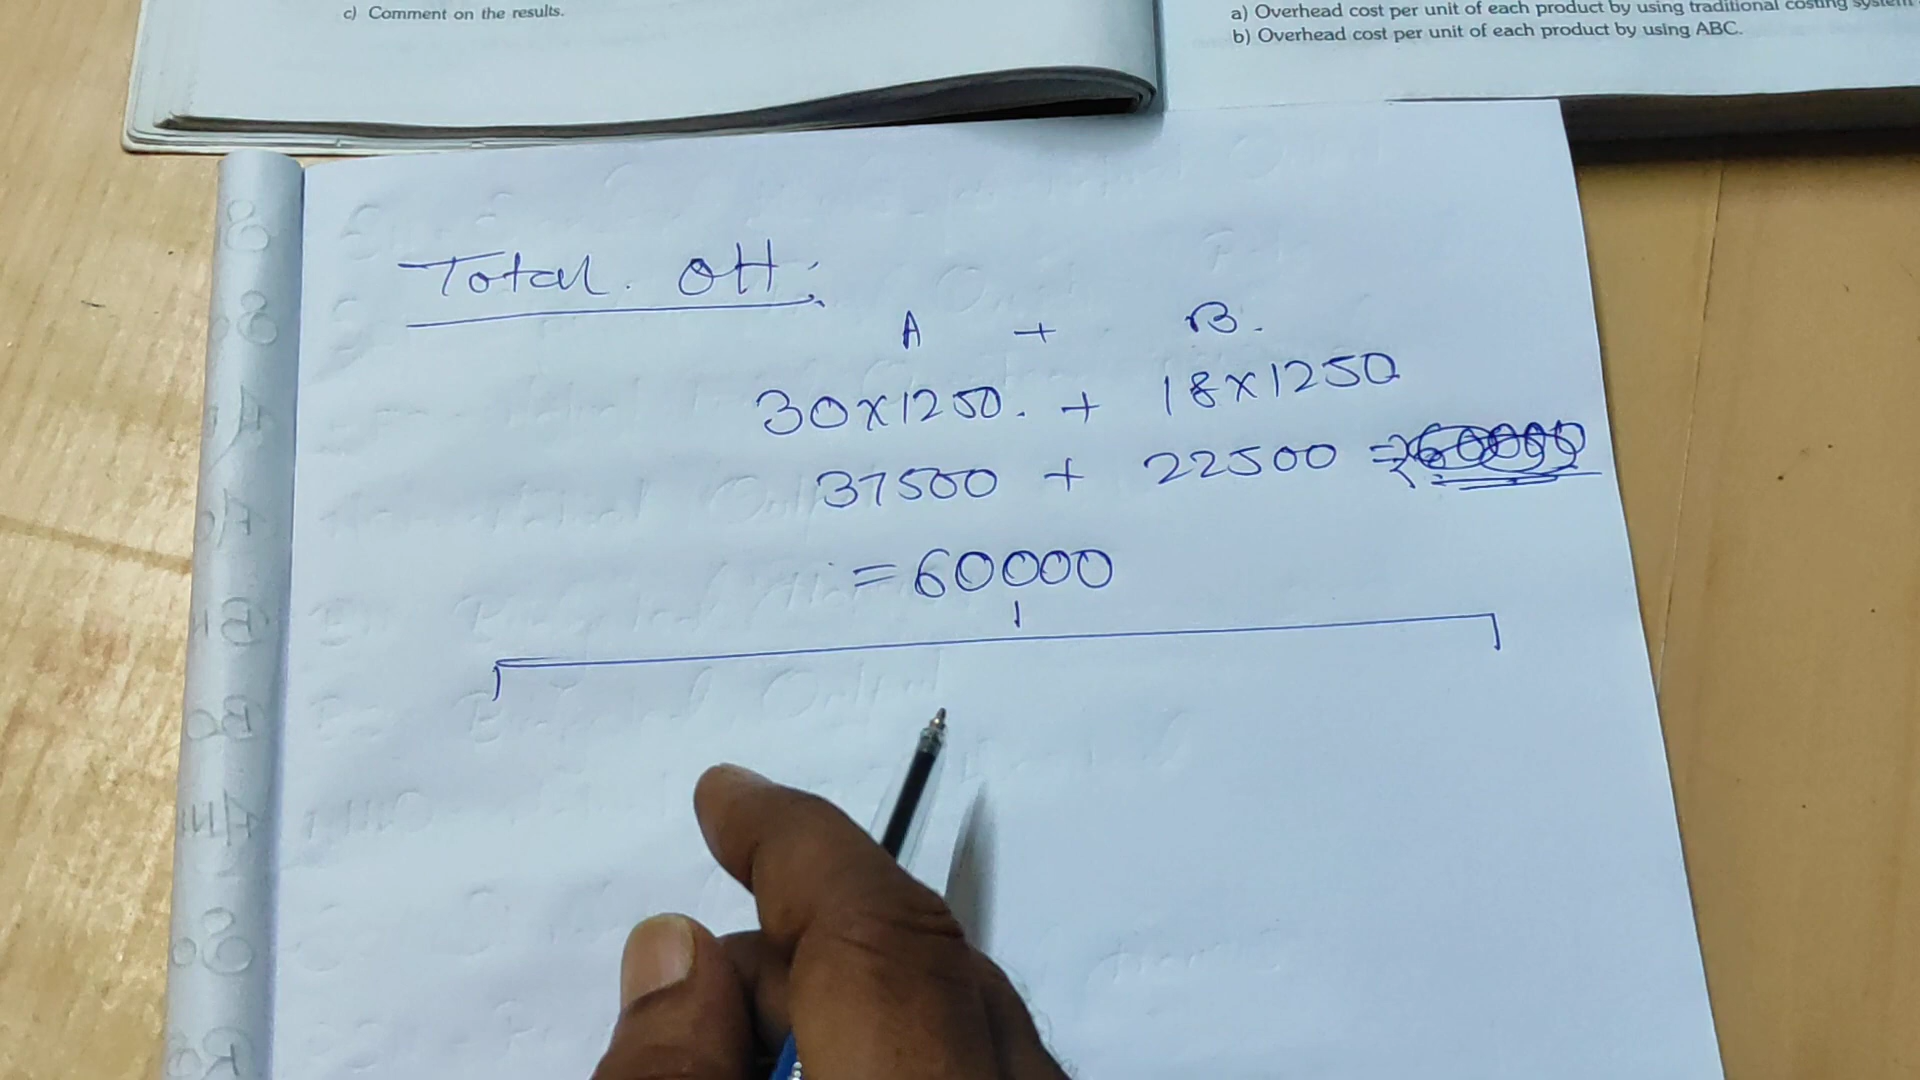 c) Comment on the results.
a) Overhead cost per unit of each product by using traditional costing system
b) Overhead cost per unit of each product by using ABC.
Total. OH:
A + B.
30x1250. + 18x1250
37500 + 22500 = 60000
= 60000